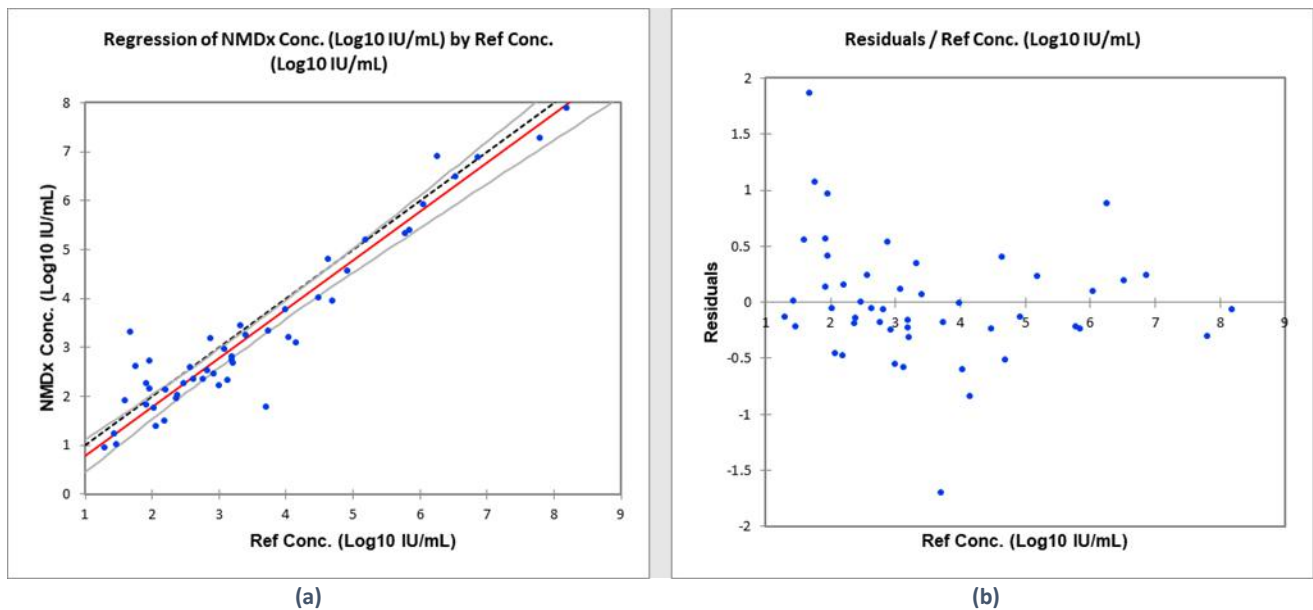 Regression of NMDx Conc. (Log10 IU/mL) by Ref Conc.
(Log10 IU/mL)
8
7
6
5
4
3
2
1
0
NMDx Conc. (Log10 IU/mL)
1 2 3 4 5 6 7 8 9
Ref Conc. (Log10 IU/mL)
(a)
Residuals / Ref Conc. (Log10 IU/mL)
2
1.5
1
0.5
0
-0.5
-1
-1.5
-2
Residuals
1 2 3 4 5 6 7 8 9
Ref Conc. (Log10 IU/mL)
(b)